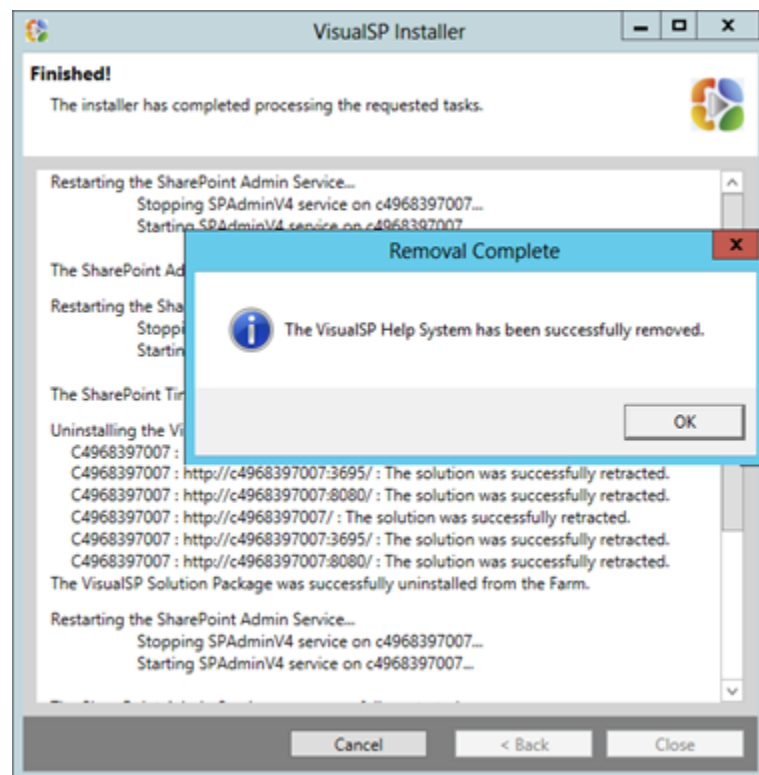 VisualSP Installer
Finished!
The installer has completed processing the requested tasks.
Restarting the SharePoint Admin Service...
Stopping SPAdminV4 service on c4968397007...
Starting SPAdminV4 service on c4968397007
The SharePoint Ad
Restarting the Sha
Stoppi
Startin
The SharePoint Tir
Uninstalling the Vi
C4968397007 :
Removal Complete
The VisualSP Help System has been successfully removed.
OK
C4968397007 : http://c4968397007:3695/ : The solution was successfully retracted.
C4968397007 : http://c4968397007:8080/ : The solution was successfully retracted.
C4968397007 : http://c4968397007/ : The solution was successfully retracted.
C4968397007 : http://c4968397007:3695/ : The solution was successfully retracted.
C4968397007 : http://c4968397007:8080/ : The solution was successfully retracted.
The VisualSP Solution Package was successfully uninstalled from the Farm.
Restarting the SharePoint Admin Service...
Stopping SPAdminV4 service on c4968397007...
Starting SPAdminV4 service on c4968397007...
Cancel
< Back
Close